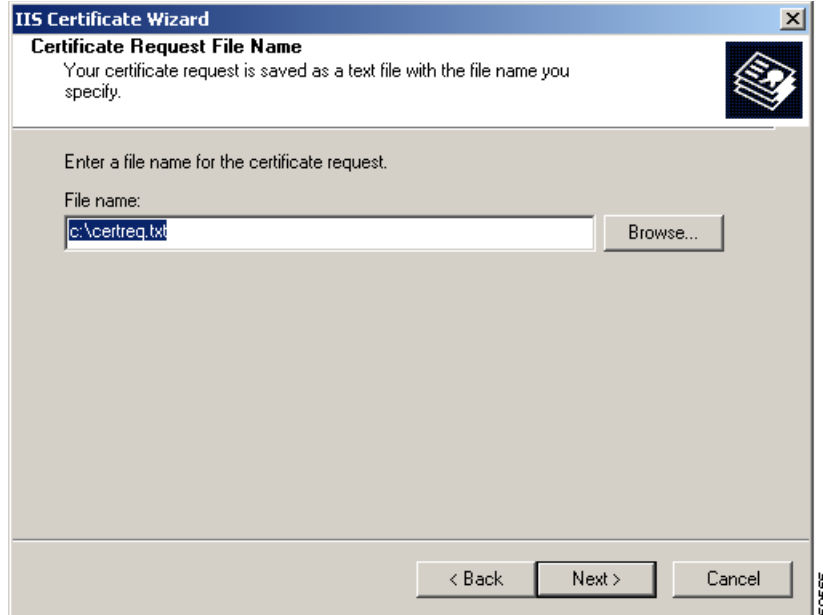 IIS Certificate Wizard
Certificate Request File Name
Your certificate request is saved as a text file with the file name you
specify.
Enter a file name for the certificate request.
File name:
c:\certreq.txt
Browse...
< Back
Next >
Cancel